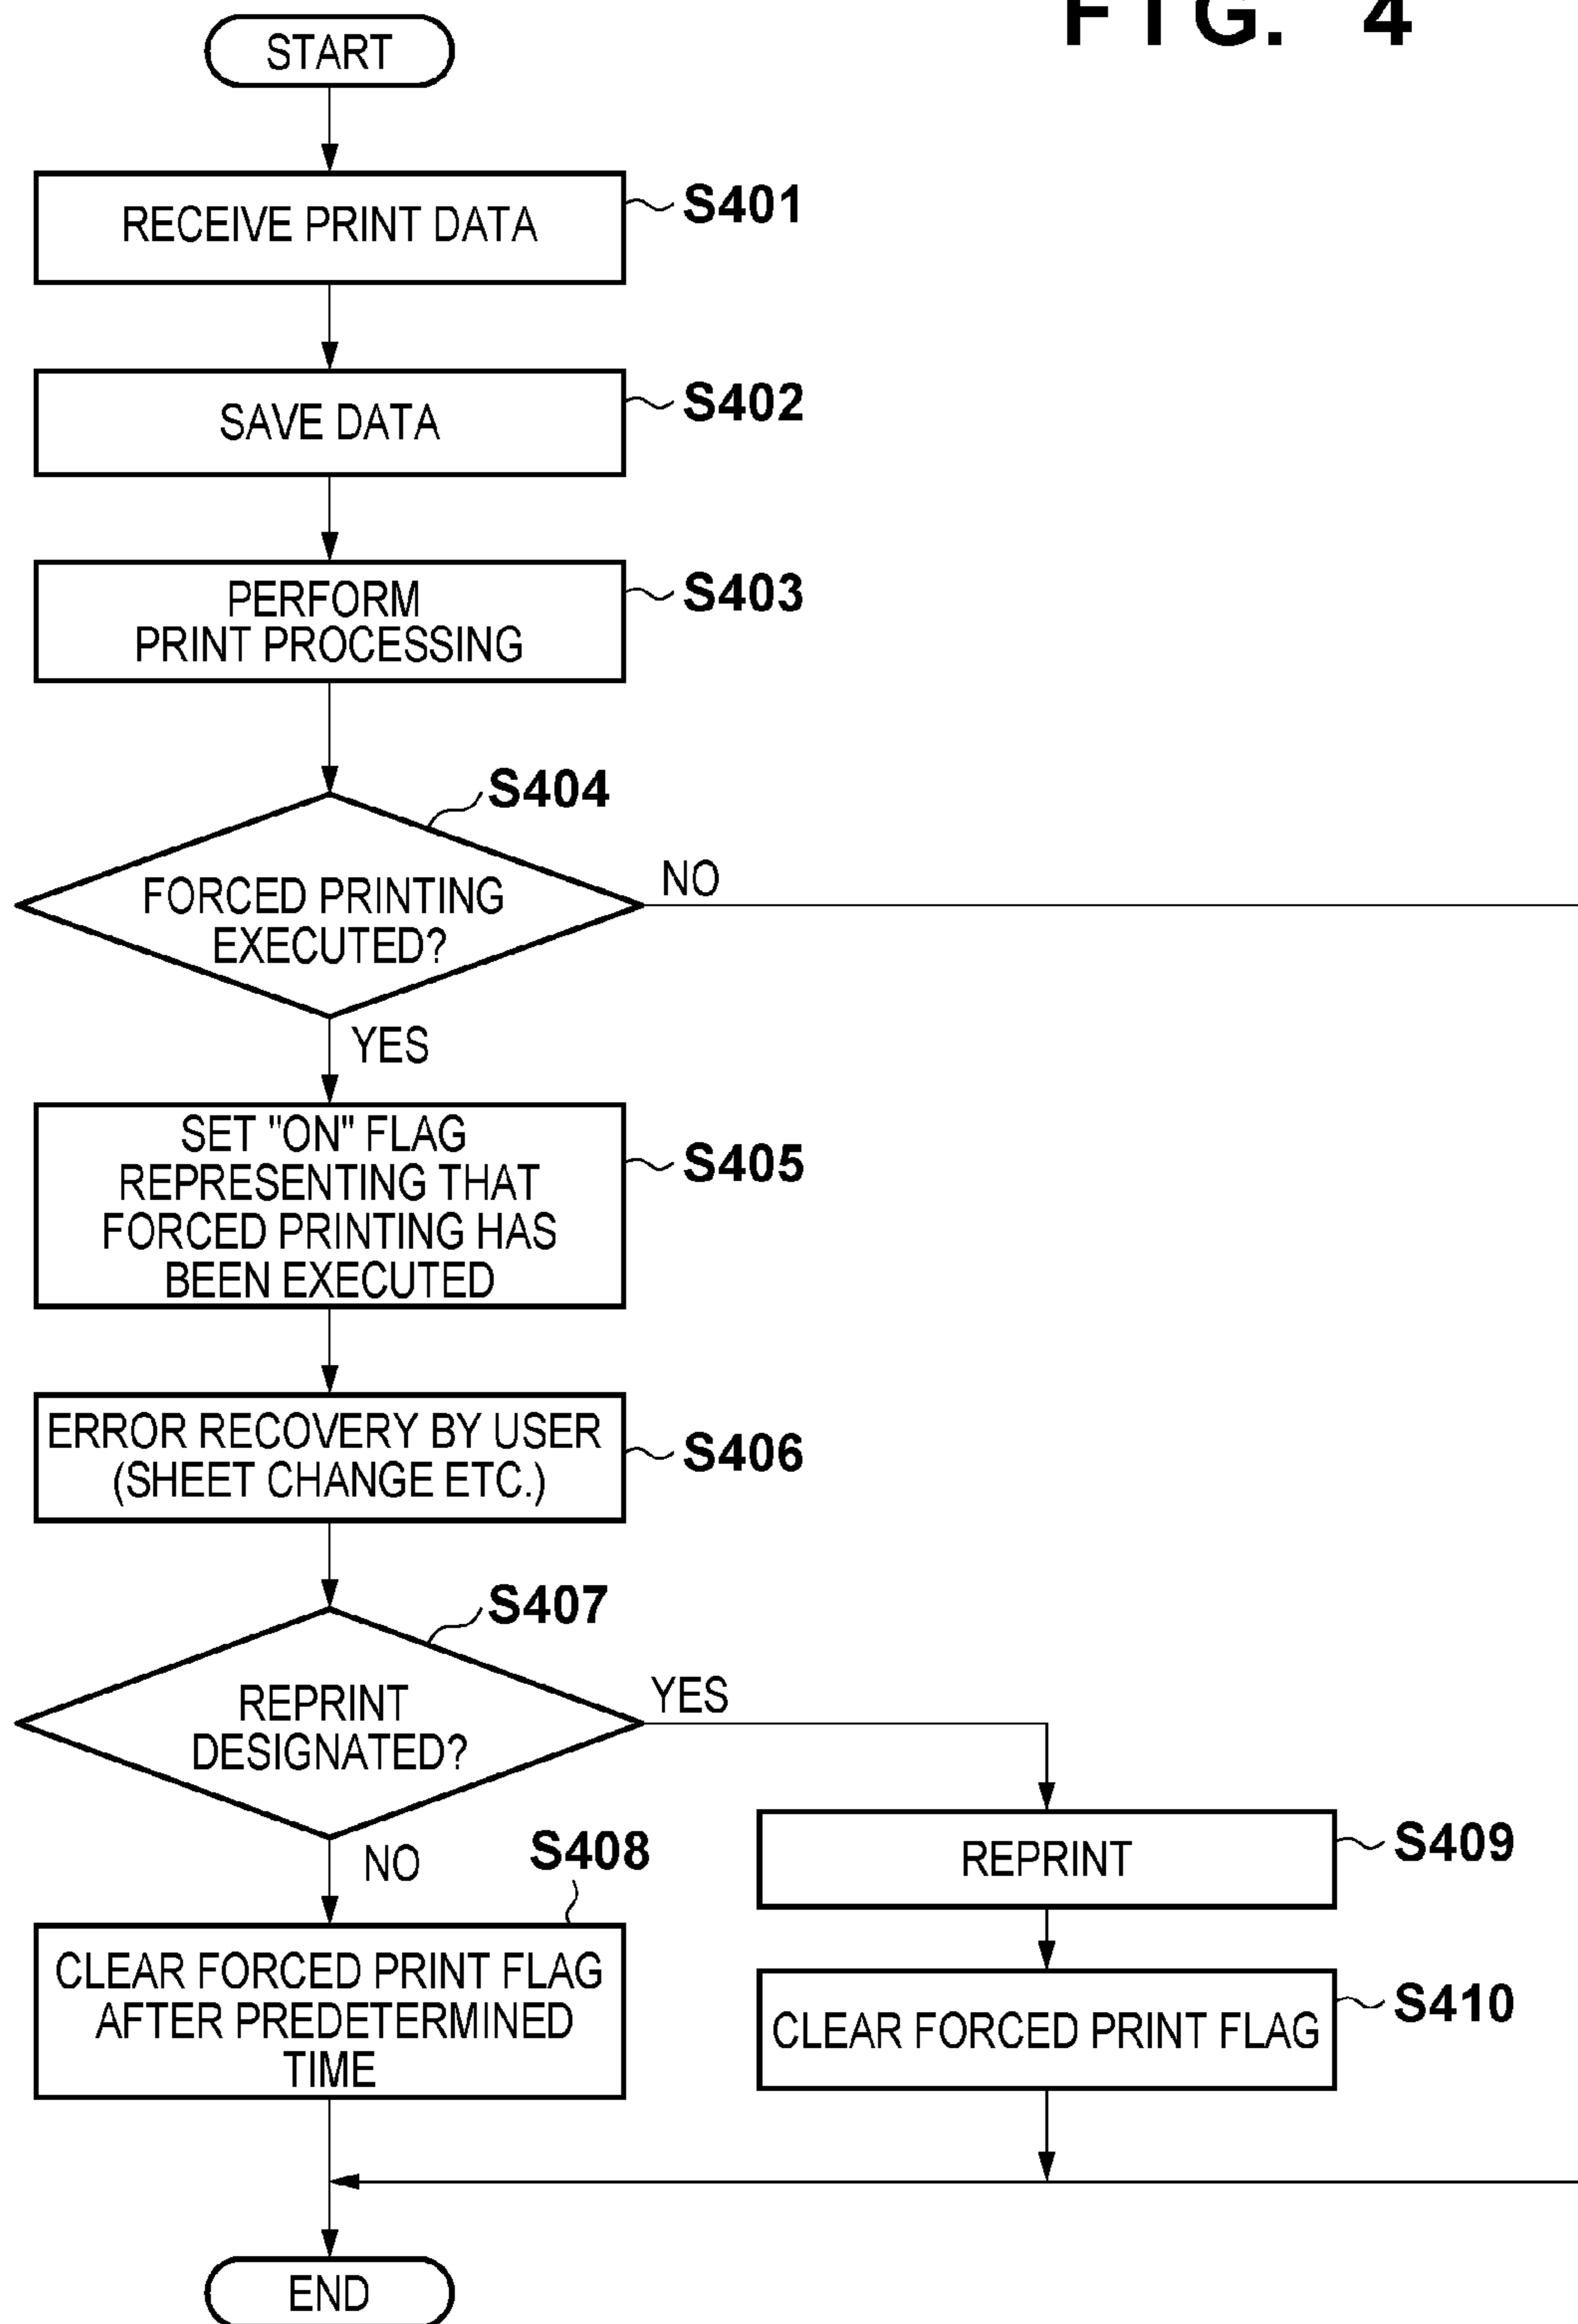 FIG. 4
START
RECEIVE PRINT DATA
S401
SAVE DATA
S402
PERFORM
PRINT PROCESSING
S403
S404
FORCED PRINTING
EXECUTED?
NO
YES
SET "ON" FLAG
REPRESENTING THAT
FORCED PRINTING HAS
BEEN EXECUTED
S405
ERROR RECOVERY BY USER
(SHEET CHANGE ETC.)
S406
S407
REPRINT
DESIGNATED?
YES
NO
S408
CLEAR FORCED PRINT FLAG
AFTER PREDETERMINED
TIME
REPRINT
S409
CLEAR FORCED PRINT FLAG
S410
END